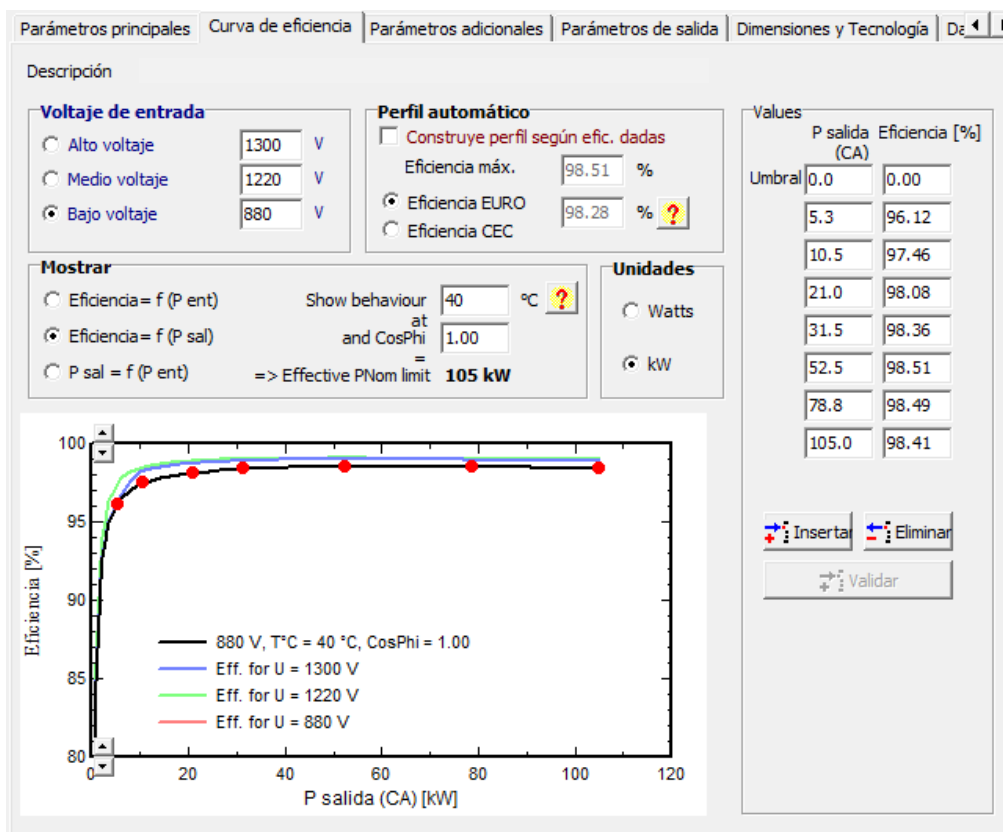 Parámetros principales
Curva de eficiencia
Parámetros adicionales
Parámetros de salida
Dimensiones y Tecnología
Descripción
Voltaje de entrada
Alto voltaje 1300 V
Medio voltaje 1220 V
Bajo voltaje 880 V
Perfil automático
Construye perfil según efic. dadas
Eficiencia máx. 98.51 %
Eficiencia EURO 98.28 % ?
Eficiencia CEC
Mostrar
Eficiencia= f (P ent)
Eficiencia= f (P sal)
P sal = f (P ent)
Show behaviour at 40 ºC ?
and CosPhi = 1.00
=> Effective PNom limit 105 kW
Unidades
Watts
kW
Values
P salida (CA) Eficiencia [%]
Umbral 0.0 0.00
5.3 96.12
10.5 97.46
21.0 98.08
31.5 98.36
52.5 98.51
78.8 98.49
105.0 98.41
Insertar Eliminar
Validar
100
95
90
85
80
Eficiencia [%]
880 V, T°C = 40 °C, CosPhi = 1.00
Eff. for U = 1300 V
Eff. for U = 1220 V
Eff. for U = 880 V
0 20 40 60 80 100 120
P salida (CA) [kW]